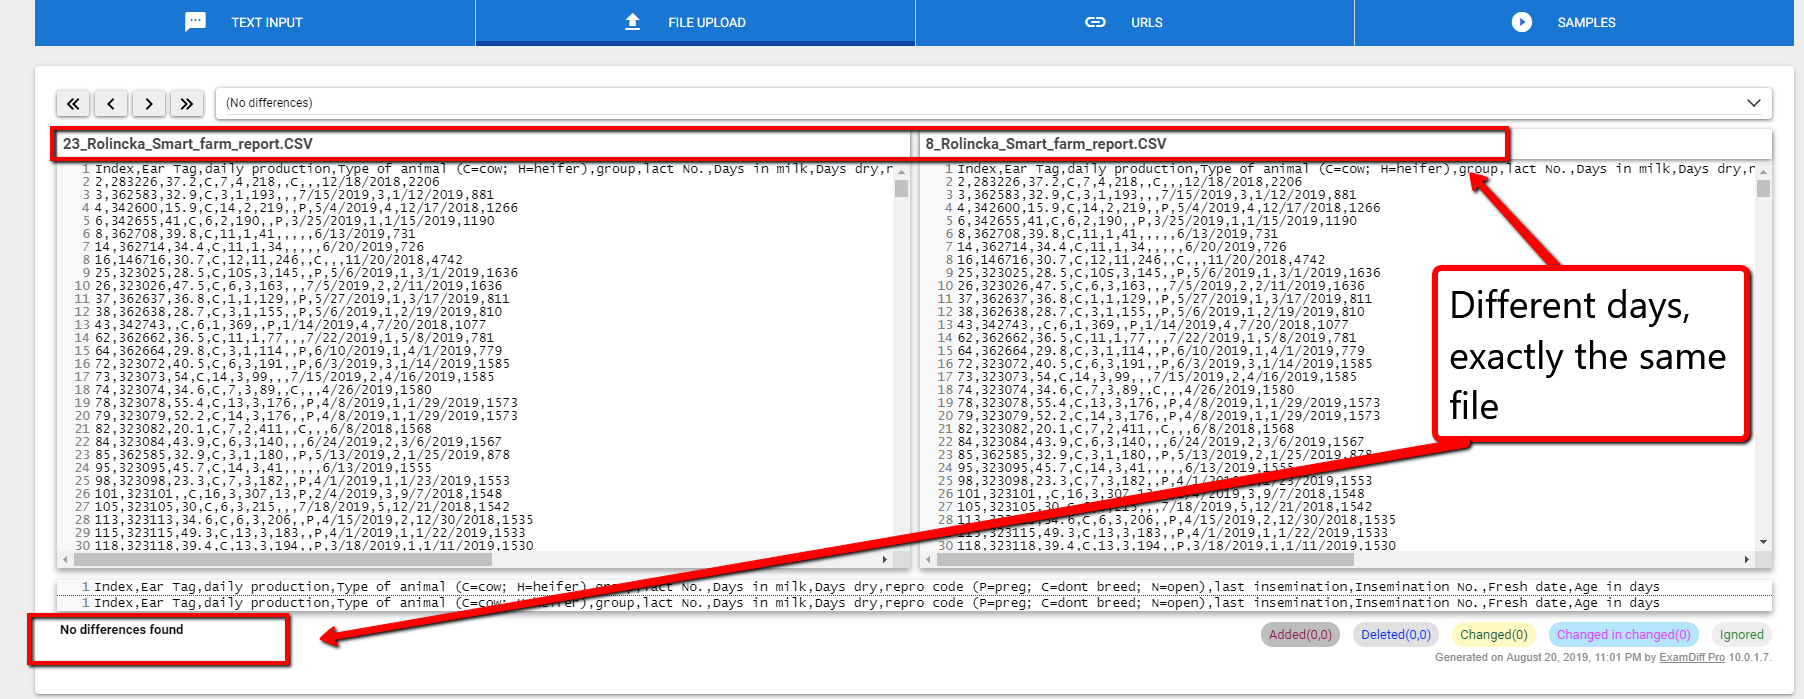 TEXT INPUT
FILE UPLOAD
URLS
SAMPLES
(No differences)
23_Rolincka_Smart_farm_report.CSV
8_Rolincka_Smart_farm_report.CSV
1 Index,Ear Tag,daily production,Type of animal (C=cow; H=heifer),group,lact No.,Days in milk,Days dry,r
2 2,283226,37.2,C,7,4,218,,C,,,12/18/2018,2206
3 3,362583,32.9,C,3,1,193,,,7/15/2019,3,1/12/2019,881
4 4,342600,15.9,C,14,2,219,,P,5/4/2019,4,12/17/2018,1266
5 6,342655,41,C,6,2,190,,P,3/25/2019,1,1/15/2019,1190
6 8,362708,39.8,C,11,1,41,,,,,6/13/2019,731
7 14,362714,34.4,C,11,1,34,,,,,6/20/2019,726
8 16,146716,30.7,C,12,11,246,,C,,,11/20/2018,4742
9 25,323025,28.5,C,10S,3,145,,P,5/6/2019,1,3/1/2019,1636
10 26,323026,47.5,C,6,3,163,,,7/5/2019,2,2/11/2019,1636
11 37,362637,36.8,C,1,1,129,,P,5/27/2019,1,3/17/2019,811
12 38,362638,28.7,C,3,1,155,,P,5/6/2019,1,2/19/2019,810
13 43,342743,,C,6,1,369,,P,1/14/2019,4,7/20/2018,1077
14 62,362662,36.5,C,11,1,77,,,7/22/2019,1,5/8/2019,781
15 64,362664,29.8,C,3,1,114,,P,6/10/2019,1,4/1/2019,779
16 72,323072,40.5,C,6,3,191,,P,6/3/2019,3,1/14/2019,1585
17 73,323073,54,C,14,3,99,,,7/15/2019,2,4/16/2019,1585
18 74,323074,34.6,C,7,3,89,,C,,,4/26/2019,1580
19 78,323078,55.4,C,13,3,176,,P,4/8/2019,1,1/29/2019,1573
20 79,323079,52.2,C,14,3,176,,P,4/8/2019,1,1/29/2019,1573
21 82,323082,20.1,C,7,2,411,,C,,,6/8/2018,1568
22 84,323084,43.9,C,6,3,140,,,6/24/2019,2,3/6/2019,1567
23 85,362585,32.9,C,3,1,180,,P,5/13/2019,2,1/25/2019,878
24 95,323095,45.7,C,14,3,41,,,,,6/13/2019,1555
25 98,323098,23.3,C,7,3,182,,P,4/1/2019,1,1/23/2019,1553
26 101,323101,,C,16,3,307,13,P,2/4/2019,3,9/7/2018,1548
27 105,323105,30,C,6,3,215,,,7/18/2019,5,12/21/2018,1542
28 113,323113,34.6,C,6,3,206,,P,4/15/2019,2,12/30/2018,1535
29 115,323115,49.3,C,13,3,183,,P,4/1/2019,1,1/22/2019,1533
30 118,323118,39.4,C,13,3,194,,P,3/18/2019,1,1/11/2019,1530
1 Index,Ear Tag,daily production,Type of animal (C=cow; H=heifer),group,lact No.,Days in milk,Days dry,r
2 2,283226,37.2,C,7,4,218,,C,,,12/18/2018,2206
3 3,362583,32.9,C,3,1,193,,,7/15/2019,3,1/12/2019,881
4 4,342600,15.9,C,14,2,219,,P,5/4/2019,4,12/17/2018,1266
5 6,342655,41,C,6,2,190,,P,3/25/2019,1,1/15/2019,1190
6 8,362708,39.8,C,11,1,41,,,,,6/13/2019,731
7 14,362714,34.4,C,11,1,34,,,,,6/20/2019,726
8 16,146716,30.7,C,12,11,246,,C,,,11/20/2018,4742
9 25,323025,28.5,C,10S,3,145,,P,5/6/2019,1,3/1/2019,1636
10 26,323026,47.5,C,6,3,163,,,7/5/2019,2,2/11/2019,1636
11 37,362637,36.8,C,1,1,129,,P,5/27/2019,1,3/17/2019,811
12 38,362638,28.7,C,3,1,155,,P,5/6/2019,1,2/19/2019,810
13 43,342743,,C,6,1,369,,P,1/14/2019,4,7/20/2018,1077
14 62,362662,36.5,C,11,1,77,,,7/22/2019,1,5/8/2019,781
15 64,362664,29.8,C,3,1,114,,P,6/10/2019,1,4/1/2019,779
16 72,323072,40.5,C,6,3,191,,P,6/3/2019,3,1/14/2019,1585
17 73,323073,54,C,14,3,99,,,7/15/2019,2,4/16/2019,1585
18 74,323074,34.6,C,7,3,89,,C,,,4/26/2019,1580
19 78,323078,55.4,C,13,3,176,,P,4/8/2019,1,1/29/2019,1573
20 79,323079,52.2,C,14,3,176,,P,4/8/2019,1,1/29/2019,1573
21 82,323082,20.1,C,7,2,411,,C,,,6/8/2018,1568
22 84,323084,43.9,C,6,3,140,,,6/24/2019,2,3/6/2019,1567
23 85,362585,32.9,C,3,1,180,,P,5/13/2019,2,1/25/2019,878
24 95,323095,45.7,C,14,3,41,,,,,6/13/2019,1555
25 98,323098,23.3,C,7,3,182,,P,4/1/2019,1,1/23/2019,1553
26 101,323101,,C,16,3,307,13,P,2/4/2019,3,9/7/2018,1548
27 105,323105,30,C,6,3,215,,,7/18/2019,5,12/21/2018,1542
28 113,323113,34.6,C,6,3,206,,P,4/15/2019,2,12/30/2018,1535
29 115,323115,49.3,C,13,3,183,,P,4/1/2019,1,1/22/2019,1533
30 118,323118,39.4,C,13,3,194,,P,3/18/2019,1,1/11/2019,1530
Different days,
exactly the same
file
1 Index,Ear Tag,daily production,Type of animal (C=cow; H=heifer),group,lact No.,Days in milk,Days dry,repro code (P=preg; C=dont breed; N=open),last insemination,Insemination No.,Fresh date,Age in days
1 Index,Ear Tag,daily production,Type of animal (C=cow; H=heifer),group,lact No.,Days in milk,Days dry,repro code (P=preg; C=dont breed; N=open),last insemination,Insemination No.,Fresh date,Age in days
No differences found
Added(0,0)
Deleted(0,0)
Changed(0)
Changed in changed(0)
Ignored
Generated on August 20, 2019, 11:01 PM by ExamDiff Pro 10.0.1.7.